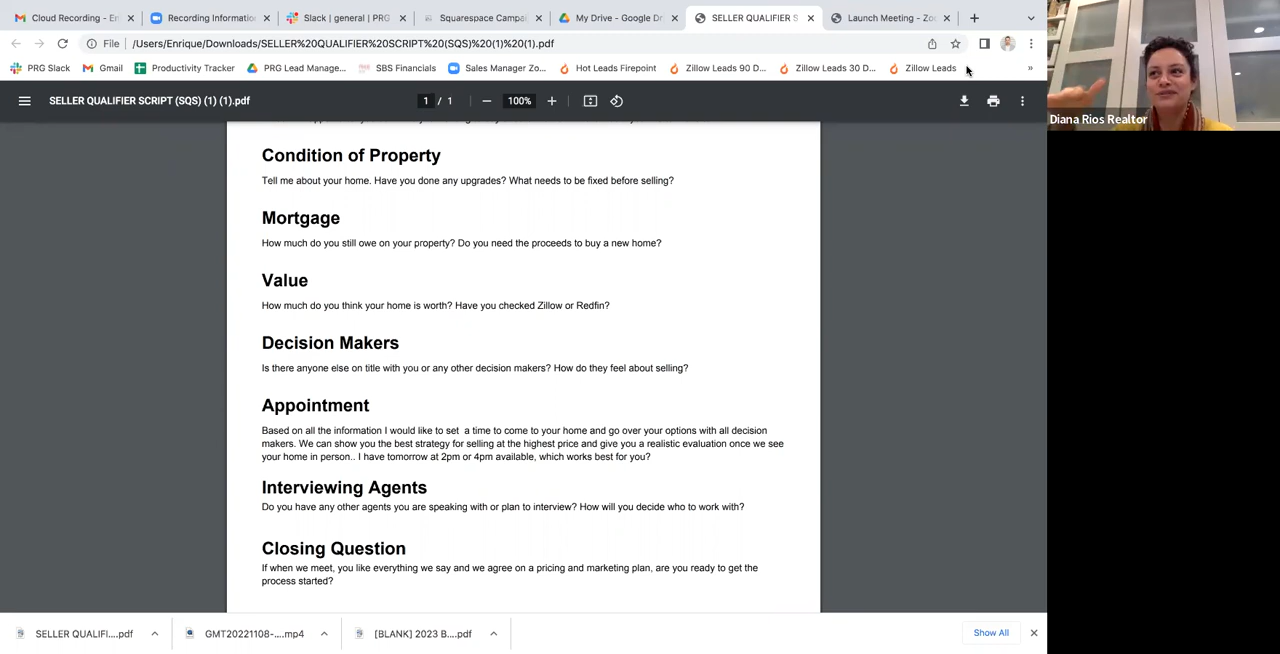 Cloud Recording - En
Recording Informatio
Slack | general | PRG
Squarespace Campa
My Drive - Google Dr
SELLER QUALIFIER S
Launch Meeting - Zo
File
/Users/Enrique/Downloads/SELLER%20QUALIFIER%20SCRIPT%20(SQS)%20(1)%20(1).pdf
PRG Slack
Gmail
Productivity Tracker
PRG Lead Manage...
SBS Financials
Sales Manager Zo...
Hot Leads Firepoint
Zillow Leads 90 D...
Zillow Leads 30 D...
Zillow Leads
»
SELLER QUALIFIER SCRIPT (SQS) (1) (1).pdf
1 / 1
100%
Diana Rios Realtor
Condition of Property
Tell me about your home. Have you done any upgrades? What needs to be fixed before selling?
Mortgage
How much do you still owe on your property? Do you need the proceeds to buy a new home?
Value
How much do you think your home is worth? Have you checked Zillow or Redfin?
Decision Makers
Is there anyone else on title with you or any other decision makers? How do they feel about selling?
Appointment
Based on all the information I would like to set a time to come to your home and go over your options with all decision
makers. We can show you the best strategy for selling at the highest price and give you a realistic evaluation once we see
your home in person.. I have tomorrow at 2pm or 4pm available, which works best for you?
Interviewing Agents
Do you have any other agents you are speaking with or plan to interview? How will you decide who to work with?
Closing Question
If when we meet, you like everything we say and we agree on a pricing and marketing plan, are you ready to get the
process started?
SELLER QUALIFI....pdf
GMT20221108-....mp4
[BLANK] 2023 B....pdf
Show All